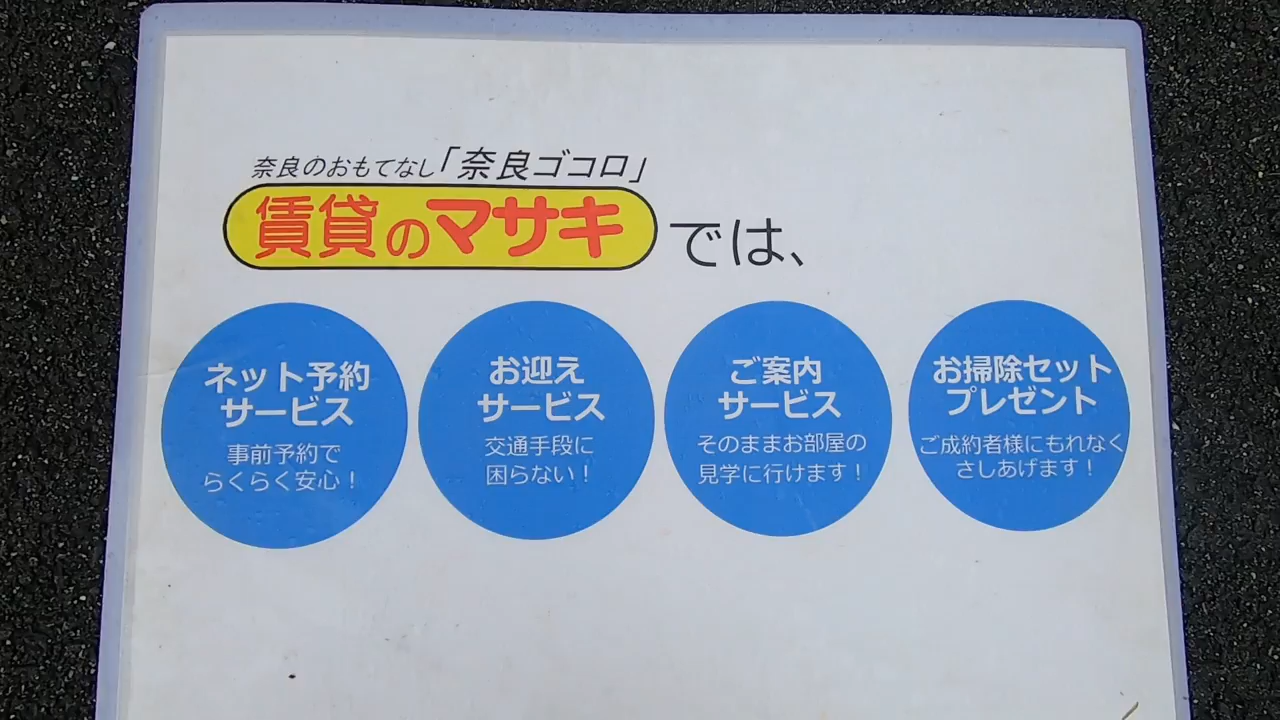 奈良のおもてなし「奈良ゴコロ」
賃貸のマサキでは、
ネット予約
サービス
事前予約で
らくらく安心！
お迎え
サービス
交通手段に
困らない！
ご案内
サービス
そのままお部屋の
見学に行けます！
お掃除セット
プレゼント
ご成約者様にもれなく
さしあげます！